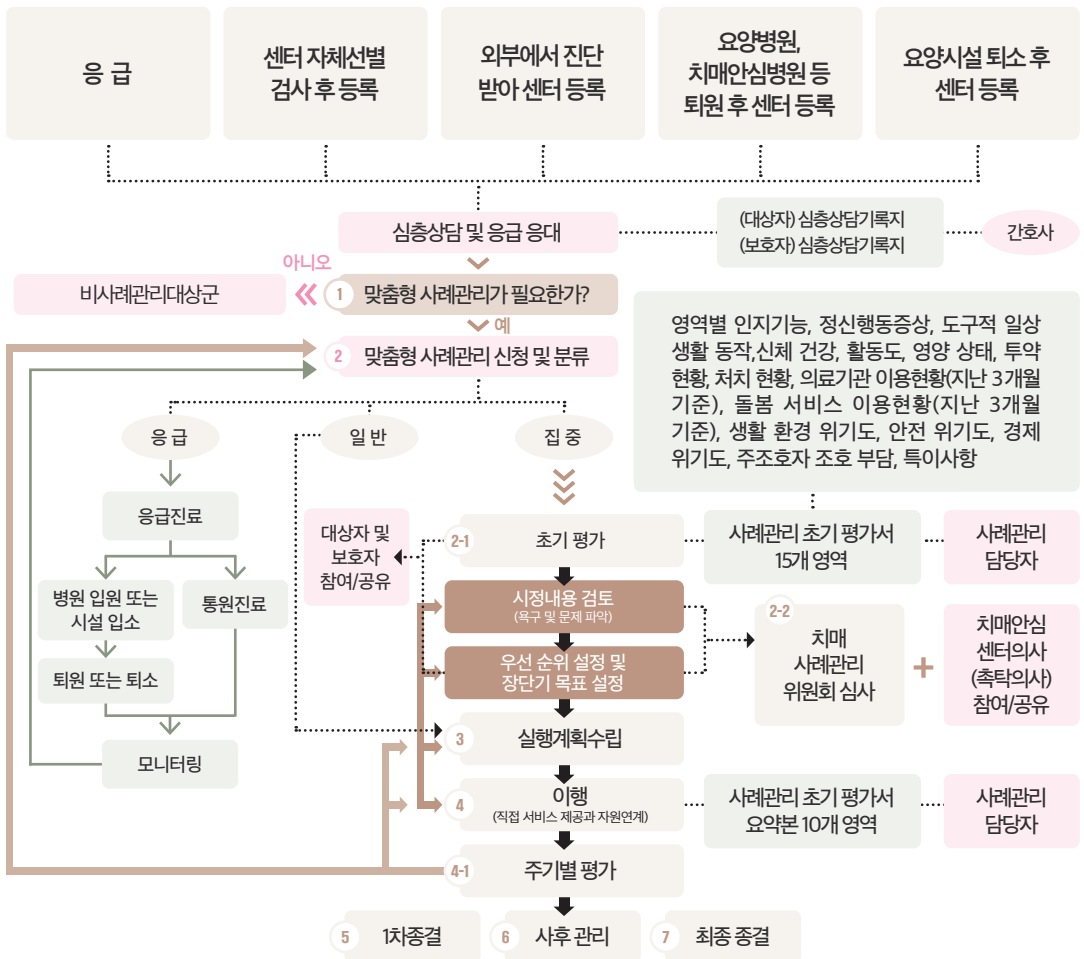 응 급
센터 자체선별
검사 후 등록
외부에서 진단
받아 센터 등록
요양병원,
치매안심병원 등
퇴원 후 센터 등록
요양시설 퇴소 후
센터 등록
심층상담 및 응급 응대
(대상자) 심층상담기록지
(보호자) 심층상담기록지
간호사
아니오
비사례관리대상군
1 맞춤형 사례관리가 필요한가?
예
2 맞춤형 사례관리 신청 및 분류
영역별 인지기능, 정신행동증상, 도구적 일상
생활 동작,신체 건강, 활동도, 영양 상태, 투약
현황, 처치 현황, 의료기관 이용현황(지난 3개월
기준), 돌봄 서비스 이용현황(지난 3개월
기준), 생활 환경 위기도, 안전 위기도, 경제
위기도, 주조호자 조호 부담, 특이사항
응 급
일 반
집 중
응급진료
병원 입원 또는
시설 입소
통원진료
퇴원 또는 퇴소
모니터링
대상자 및
보호자
참여/공유
2-1 초기 평가
사례관리 초기 평가서
15개 영역
사례관리
담당자
시정내용 검토
(욕구 및 문제 파악)
우선 순위 설정 및
장단기 목표 설정
2-2
치매
사례관리
위원회 심사
+
치매안심
센터의사
(촉탁의사)
참여/공유
3 실행계획수립
4 이행
(직접 서비스 제공과 자원연계)
사례관리 초기 평가서
요약본 10개 영역
사례관리
담당자
4-1 주기별 평가
5 1차종결
6 사후 관리
7 최종 종결